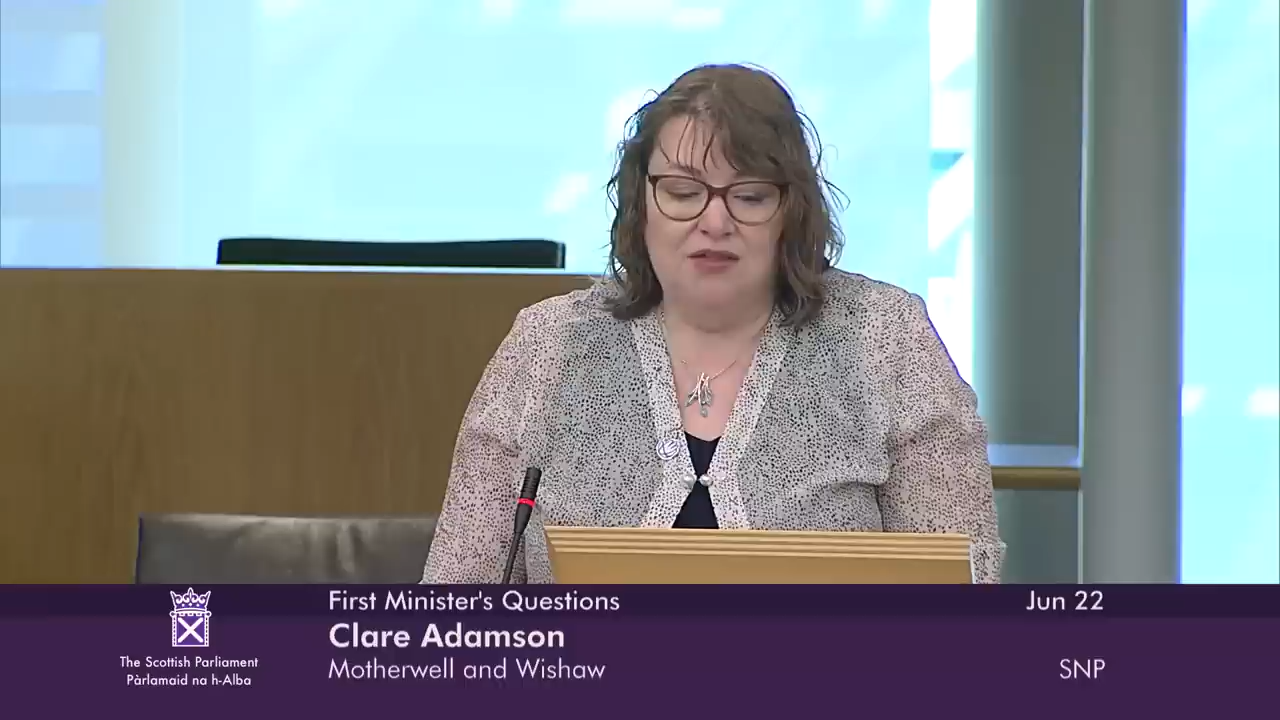 First Minister's Questions
Jun 22
Clare Adamson
Motherwell and Wishaw
SNP
The Scottish Parliament
Pàrlamaid na h-Alba